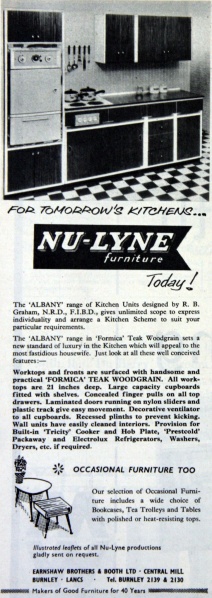 FOR TOMORROW'S KITCHENS...
NU-LYNE
furniture
Today!
The 'ALBANY' range of Kitchen Units designed by R. B.
Graham, N.R.D., F.I.B.D., gives unlimited scope to express
individuality and arrange a Kitchen Scheme to suit your
particular requirements.
The 'ALBANY' range in 'Formica' Teak Woodgrain sets a
new standard of luxury in the Kitchen which will appeal to the
most fastidious housewife. Just look at all these well conceived
features:—
Worktops and fronts are surfaced with handsome and
practical 'FORMICA' TEAK WOODGRAIN. All work-
tops are 21 inches deep. Large capacity cupboards
fitted with shelves. Concealed finger pulls on all top
drawers. Laminated doors running on nylon sliders and
plastic track give easy movement. Decorative ventilator
to all cupboards. Recessed plinths to prevent kicking.
Wall units have easily cleaned interiors. Provision for
Built-in 'Tricity' Cooker and Hob Plate, 'Prestcold'
Packaway and Electrolux Refrigerators, Washers,
Dryers, etc. if required.
OCCASIONAL FURNITURE TOO
Our selection of Occasional Furni-
ture includes a wide choice of
Bookcases, Tea Trolleys and Tables
with polished or heat-resisting tops.
Illustrated leaflets of all Nu-Lyne productions
gladly sent on request.
EARNSHAW BROTHERS & BOOTH LTD · CENTRAL MILL
BURNLEY · LANCS · Tel. BURNLEY 2139 & 2130
Makers of Good Furniture for 40 Years